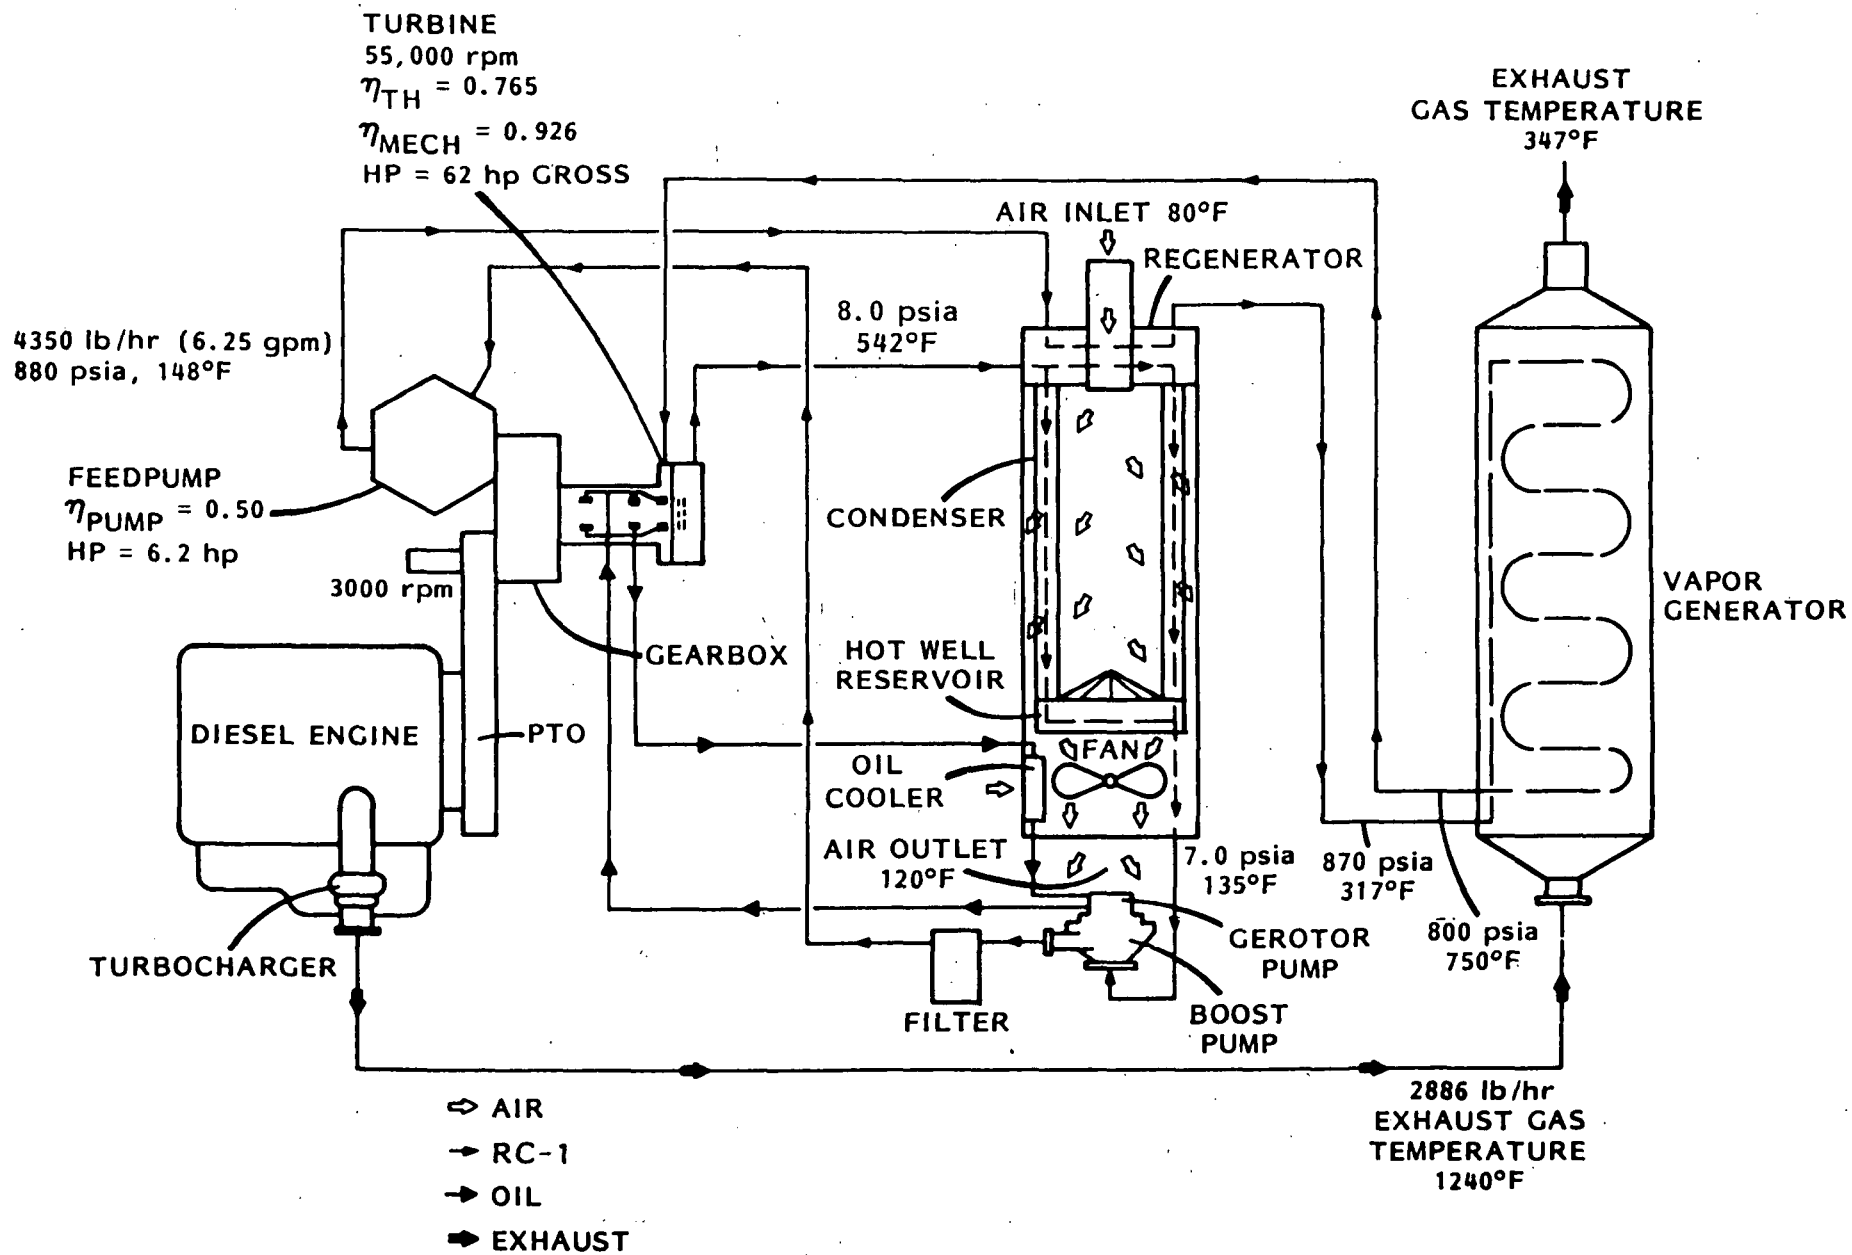 TURBINE
55,000 rpm
ηTH = 0.765
ηMECH = 0.926
HP = 62 hp GROSS
EXHAUST
GAS TEMPERATURE
347°F
AIR INLET 80°F
REGENERATOR
8.0 psia
542°F
4350 lb/hr (6.25 gpm)
880 psia, 148°F
FEEDPUMP
ηPUMP = 0.50
HP = 6.2 hp
CONDENSER
3000 rpm
VAPOR
GENERATOR
GEARBOX
HOT WELL
RESERVOIR
DIESEL ENGINE
PTO
FAN
OIL
COOLER
AIR OUTLET
120°F
7.0 psia
135°F
870 psia
317°F
800 psia
750°F
GEROTOR
PUMP
TURBOCHARGER
FILTER
BOOST
PUMP
2886 lb/hr
EXHAUST GAS
TEMPERATURE
1240°F
AIR
RC-1
OIL
EXHAUST